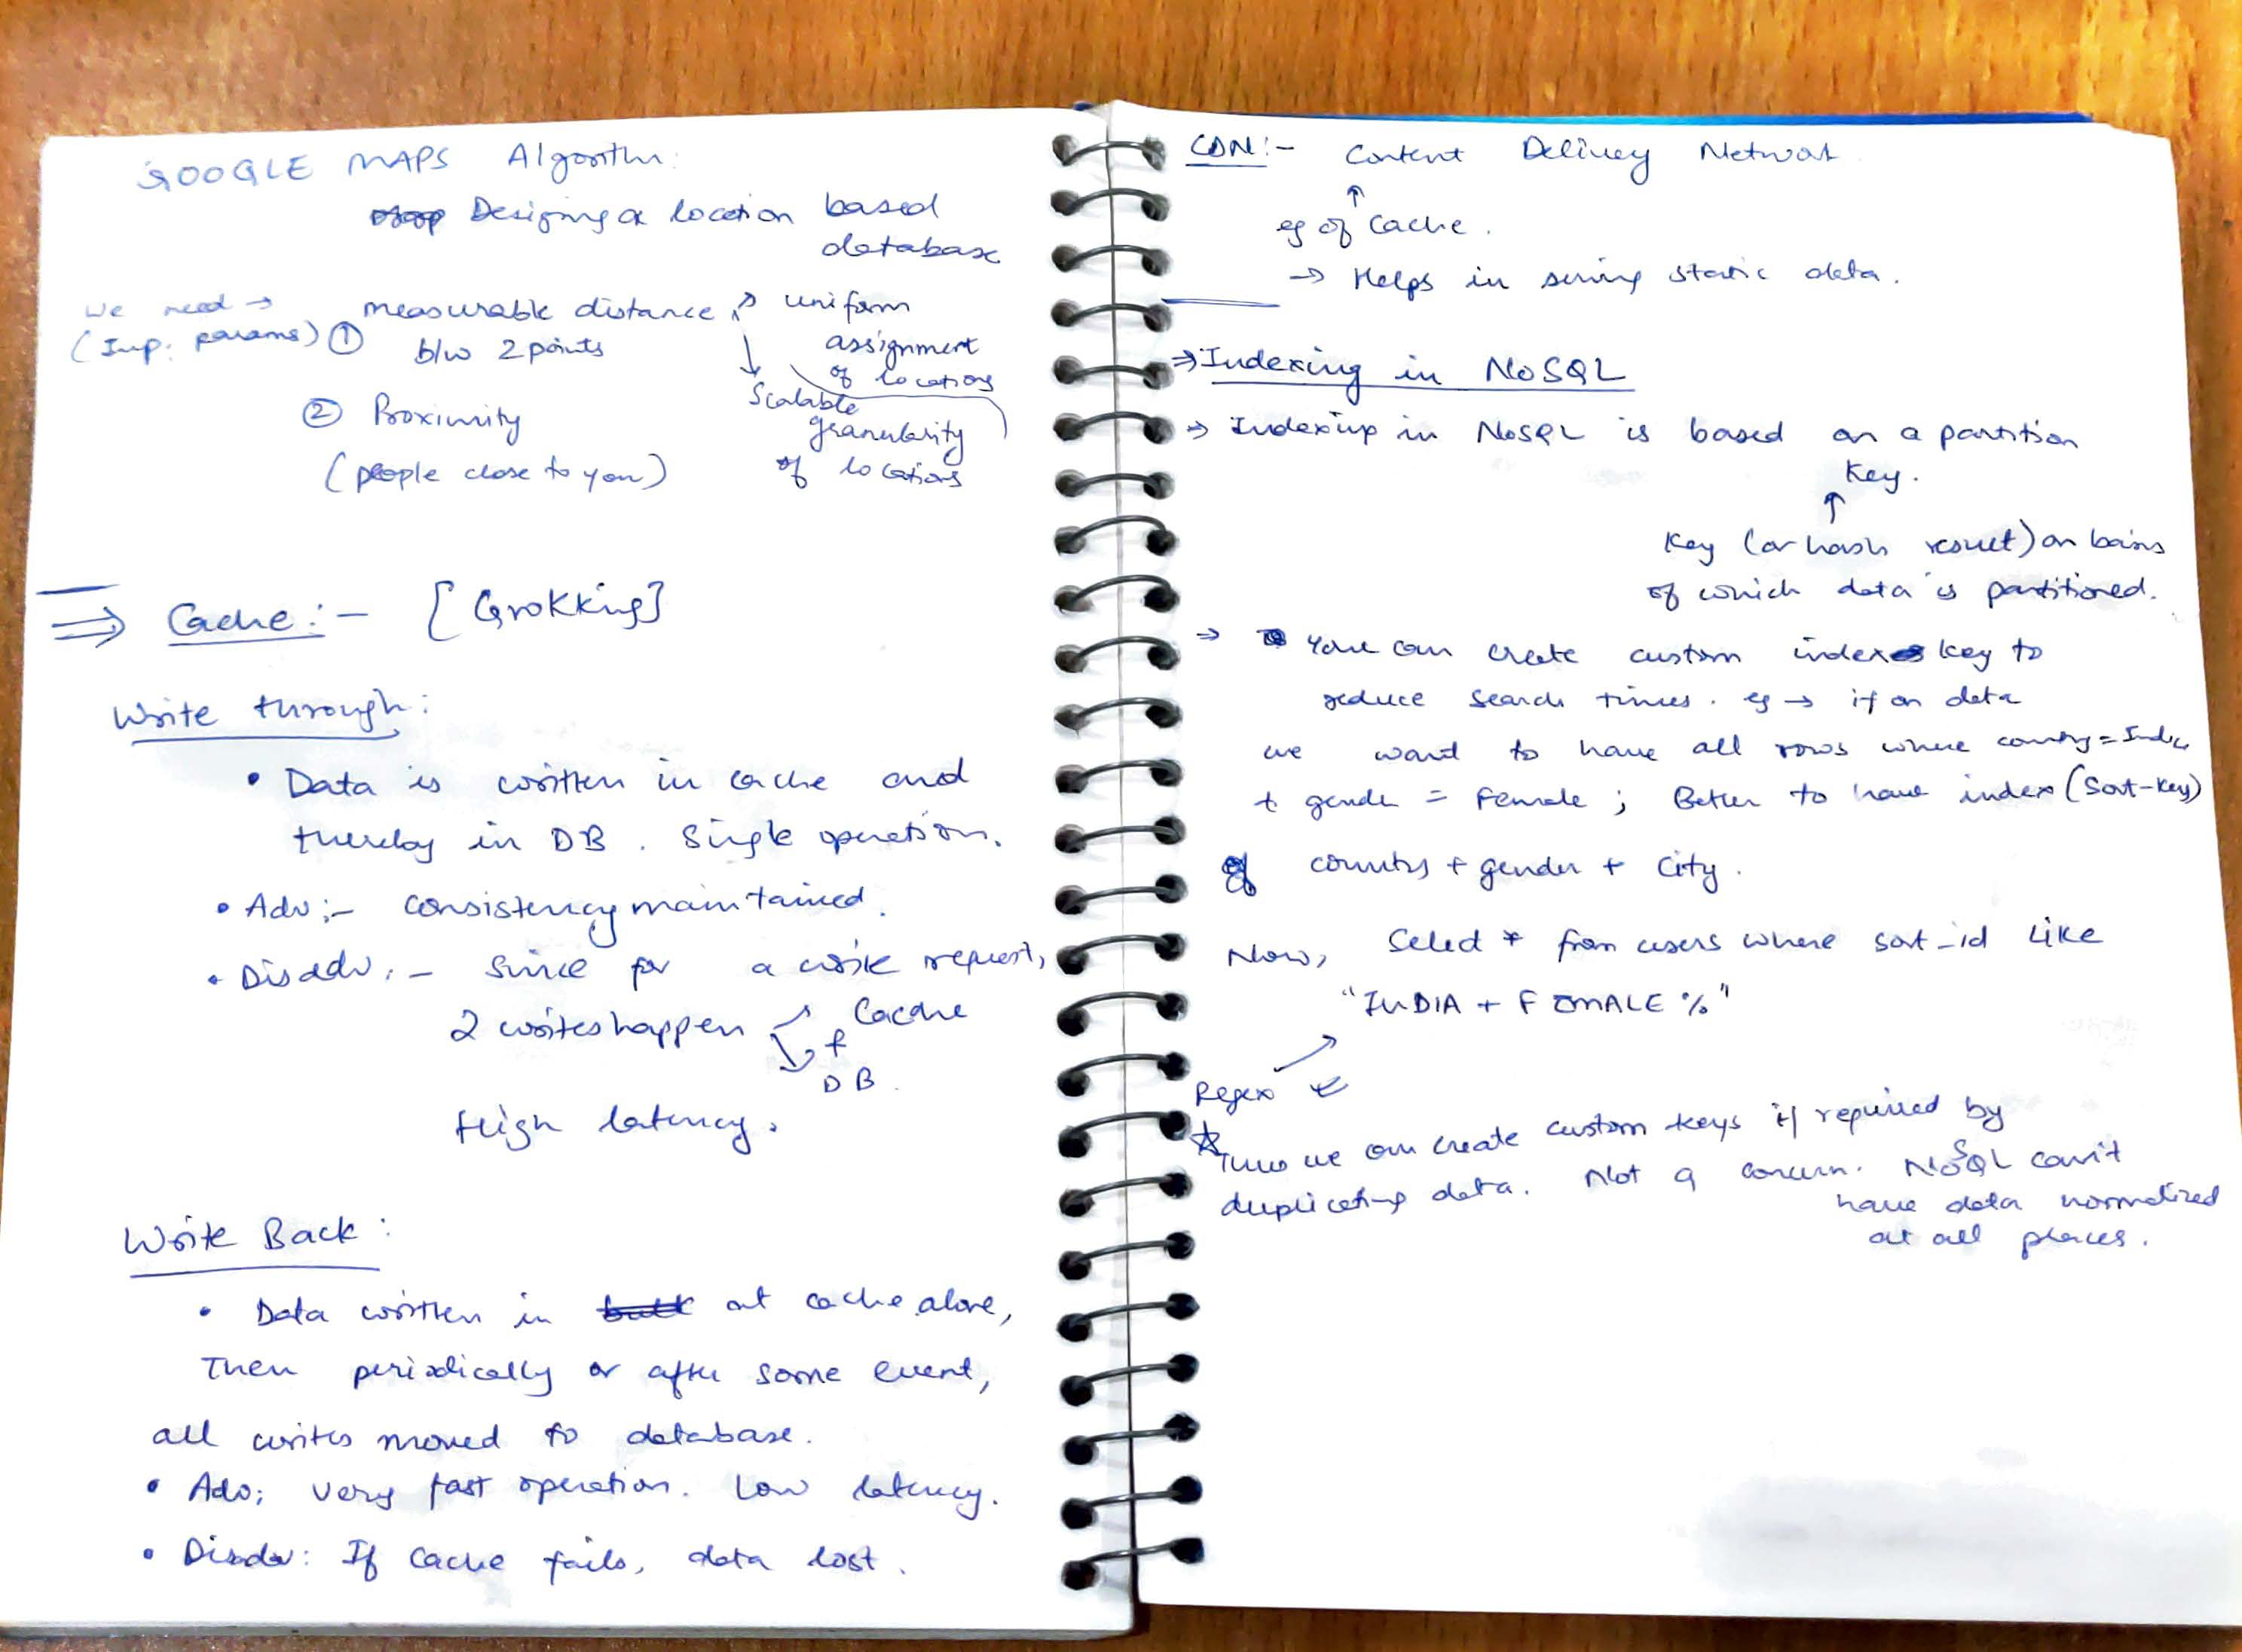 GOOGLE MAPS Algorithm:
Designing a location based
database
We need →
(Imp. params) ① measurable distance
b/w 2 points
uniform
assignment
of locations
Scalable
granularity
of locations
② Proximity
(people close to you)
⇒ Cache:- [Grokking]
Write through:
• Data is written in cache and
thereby in DB. Single operation.
• Adv:- consistency maintained.
• Disadv:- Since for a write request,
2 writes happen Cache
+
DB.
High latency.
Write Back:
• Data written in at cache alone,
Then periodically or after some event,
all writes moved to database.
• Adv: very fast operation. Low latency.
• Disadv: If cache fails, data lost.
CDN:- Content Delivery Network
↑
eg of cache.
→ Helps in serving static data.
⇒ Indexing in NoSQL
→ Indexing in NoSQL is based on a partition
key.
↑
Key (or hash result) on basis
of which data is partitioned.
→ You can create custom index key to
reduce search times. eg → if on data
we want to have all rows where country = India
+ gender = Female; Better to have index (Sort-key)
of country + gender + city.
Now, Select * from users where sort_id LIKE
"INDIA + FEMALE %"
Regex
☆ Thus we can create custom keys if required by
duplicating data. Not a concern. NoSQL can't
have data normalized
at all places.